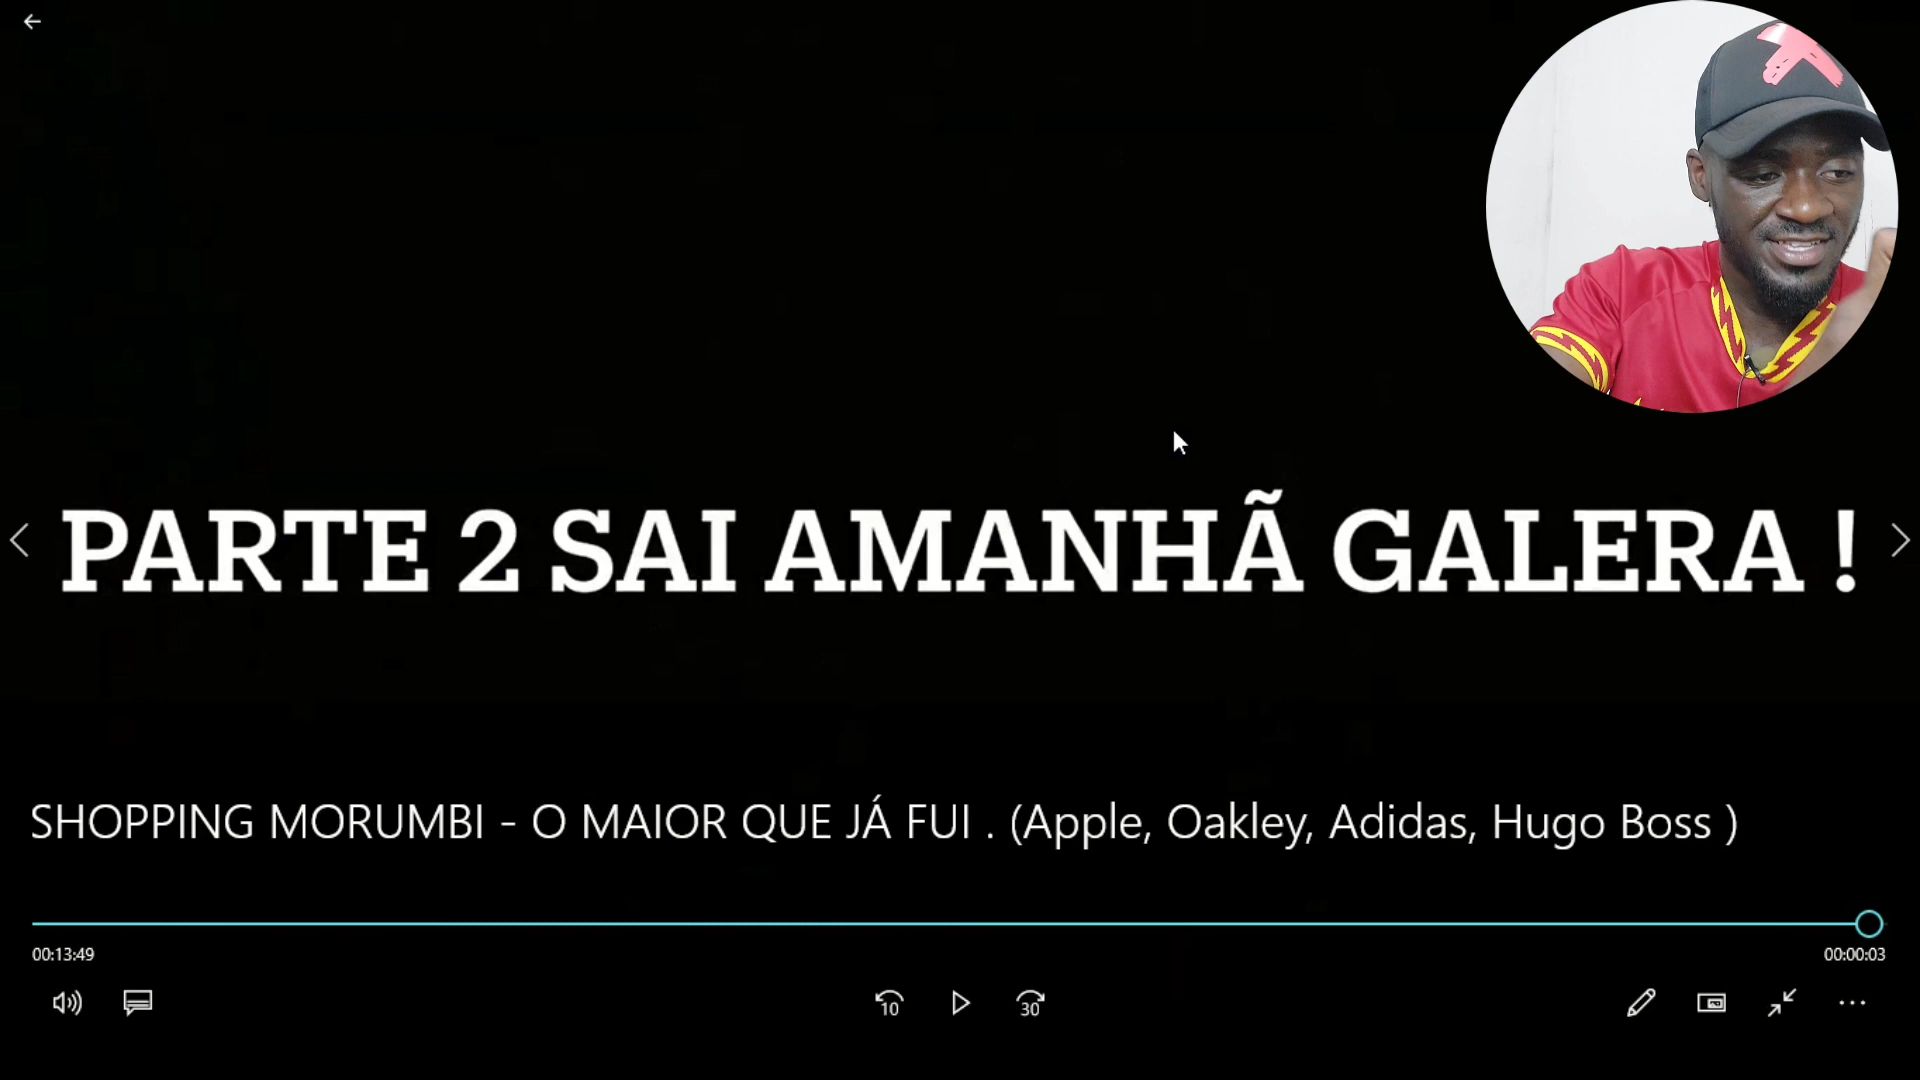 PARTE 2 SAI AMANHÃ GALERA !
SHOPPING MORUMBI - O MAIOR QUE JÁ FUI . (Apple, Oakley, Adidas, Hugo Boss )
00:13:49
00:00:03
10
30